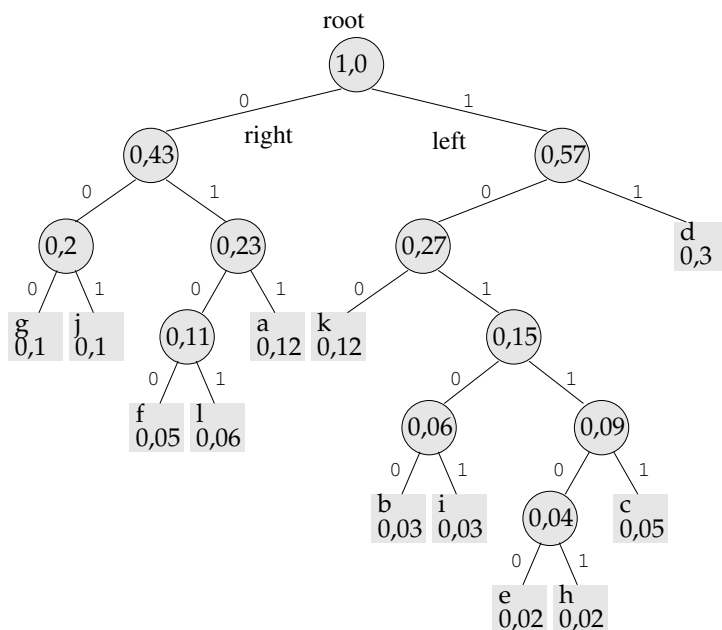 root
1,0
0 1
right left
0,43 0,57
0 1 0 1
0,2 0,23 0,27 d
0,3
0 1 0 1 0 1
g j 0,11 a k 0,15
0,1 0,1 0,12 0,12
0 1 0 1
f l 0,06 0,09
0,05 0,06
0 1 0 1
b i 0,04 c
0,03 0,03 0,05
0 1
e h
0,02 0,02